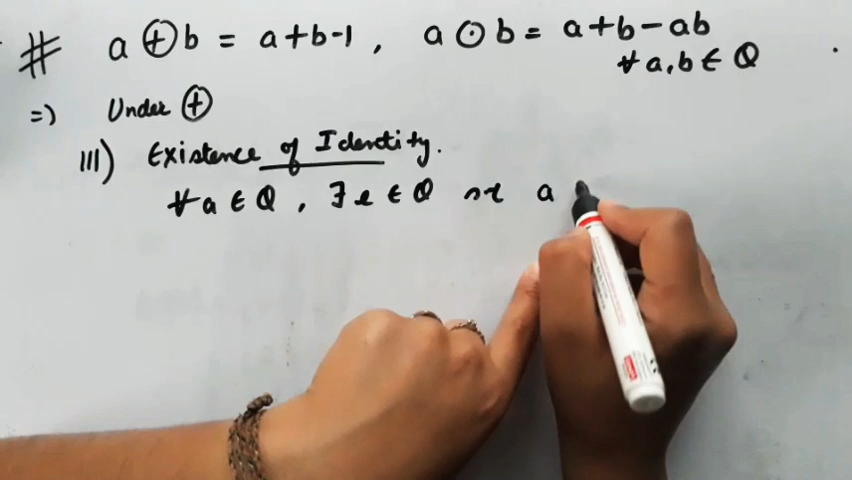 # a ⊕ b = a+b-1, a ⊙ b = a+b-ab
∀ a,b ∈ Q
=) Under ⊕
III) Existence of Identity.
∀ a ∈ Q, ∃ e ∈ Q st a